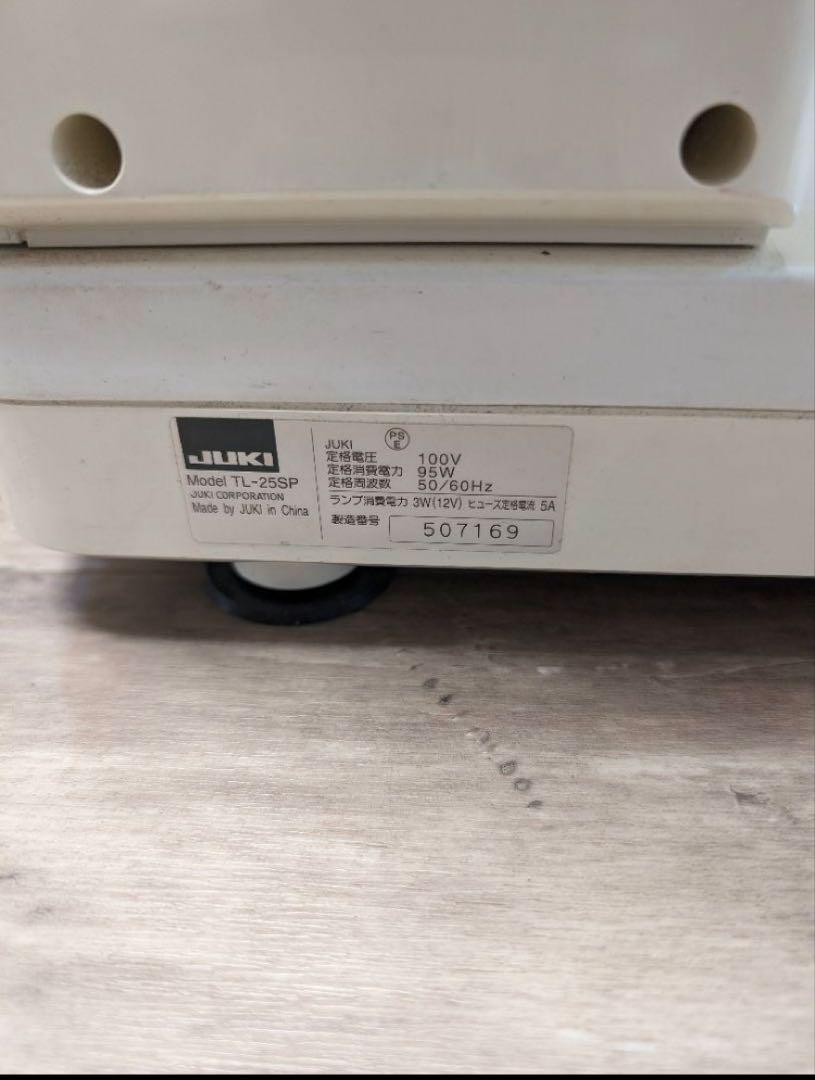 JUKI
Model TL-25SP
JUKI CORPORATION
Made by JUKI in China
JUKI PSE
定格電圧 100V
定格消費電力 95W
定格周波数 50/60Hz
ランプ消費電力 3W(12V) ヒューズ定格電流 5A
製造番号 507169